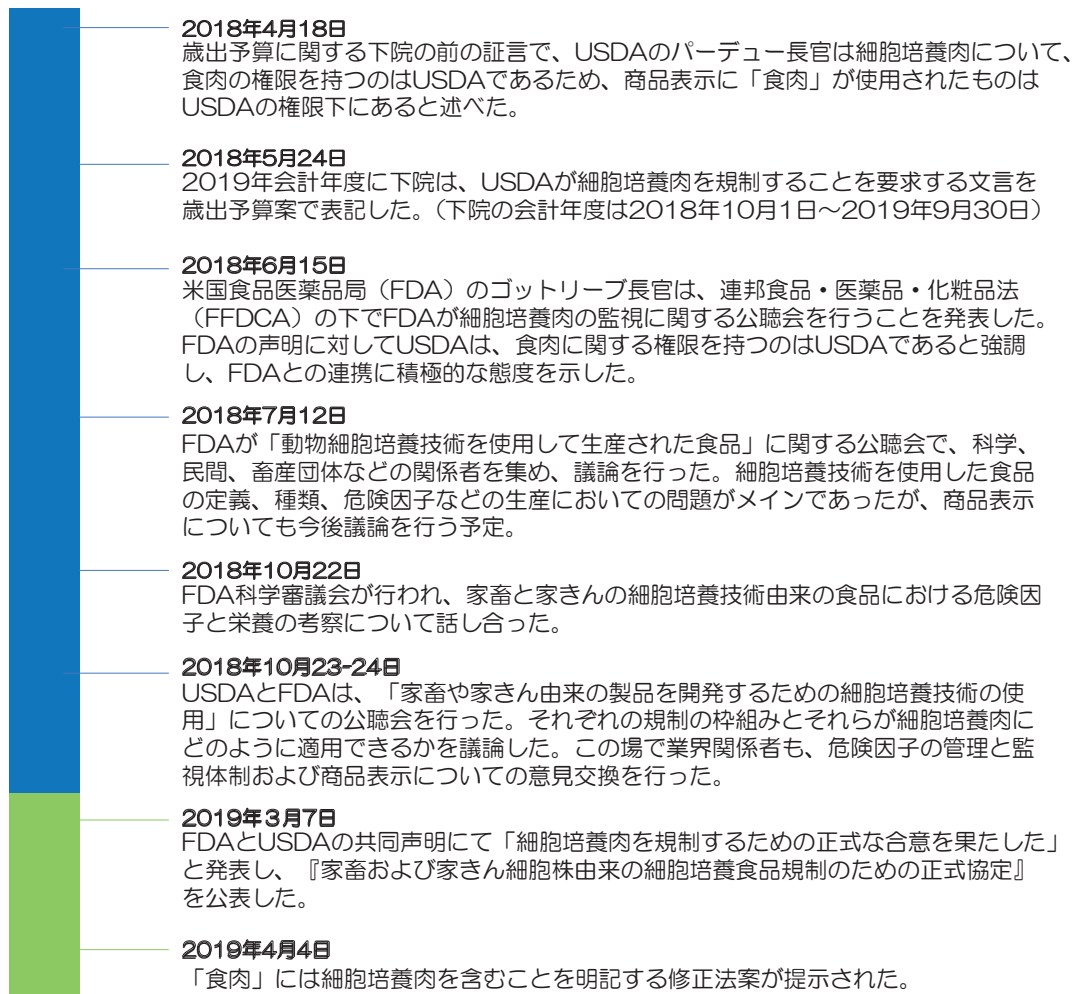 2018年4月18日
歳出予算に関する下院の前の証言で、USDAのパーデュー長官は細胞培養肉について、
食肉の権限を持つのはUSDAであるため、商品表示に「食肉」が使用されたものは
USDAの権限下にあると述べた。
2018年5月24日
2019年会計年度に下院は、USDAが細胞培養肉を規制することを要求する文言を
歳出予算案で表記した。（下院の会計年度は2018年10月1日～2019年9月30日）
2018年6月15日
米国食品医薬品局（FDA）のゴットリーブ長官は、連邦食品・医薬品・化粧品法
（FFDCA）の下でFDAが細胞培養肉の監視に関する公聴会を行うことを発表した。
FDAの声明に対してUSDAは、食肉に関する権限を持つのはUSDAであると強調
し、FDAとの連携に積極的な態度を示した。
2018年7月12日
FDAが「動物細胞培養技術を使用して生産された食品」に関する公聴会で、科学、
民間、畜産団体などの関係者を集め、議論を行った。細胞培養技術を使用した食品
の定義、種類、危険因子などの生産においての問題がメインであったが、商品表示
についても今後議論を行う予定。
2018年10月22日
FDA科学審議会が行われ、家畜と家きんの細胞培養技術由来の食品における危険因
子と栄養の考察について話し合った。
2018年10月23-24日
USDAとFDAは、「家畜や家きん由来の製品を開発するための細胞培養技術の使
用」についての公聴会を行った。それぞれの規制の枠組みとそれらが細胞培養肉に
どのように適用できるかを議論した。この場で業界関係者も、危険因子の管理と監
視体制および商品表示についての意見交換を行った。
2019年３月7日
FDAとUSDAの共同声明にて「細胞培養肉を規制するための正式な合意を果たした」
と発表し、『家畜および家きん細胞株由来の細胞培養食品規制のための正式協定』
を公表した。
2019年4月4日
「食肉」には細胞培養肉を含むことを明記する修正法案が提示された。